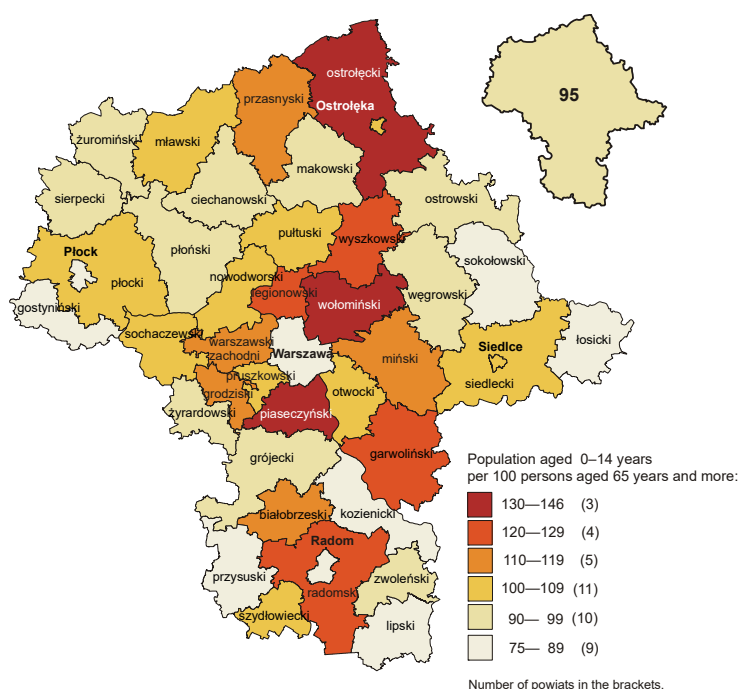 ostrołęcki
Ostrołęka
przasnyski
95
żuromiński
mławski
makowski
sierpecki
ciechanowski
ostrowski
pułtuski
wyszkowski
Płock
płoński
sokołowski
płocki
nowodworski
legionowski
wołomiński
węgrowski
gostyniński
sochaczewski
warszawski
zachodni
Warszawa
miński
Siedlce
łosicki
pruszkowski
grodziski
otwocki
siedlecki
żyrardowski
piaseczyński
grójecki
garwoliński
Population aged 0–14 years
per 100 persons aged 65 years and more:
130—146 (3)
120—129 (4)
110—119 (5)
100—109 (11)
90— 99 (10)
75— 89 (9)
Number of powiats in the brackets.
białobrzeski
kozienicki
Radom
przysuski
radomsk
zwoleński
szydłowiecki
lipski